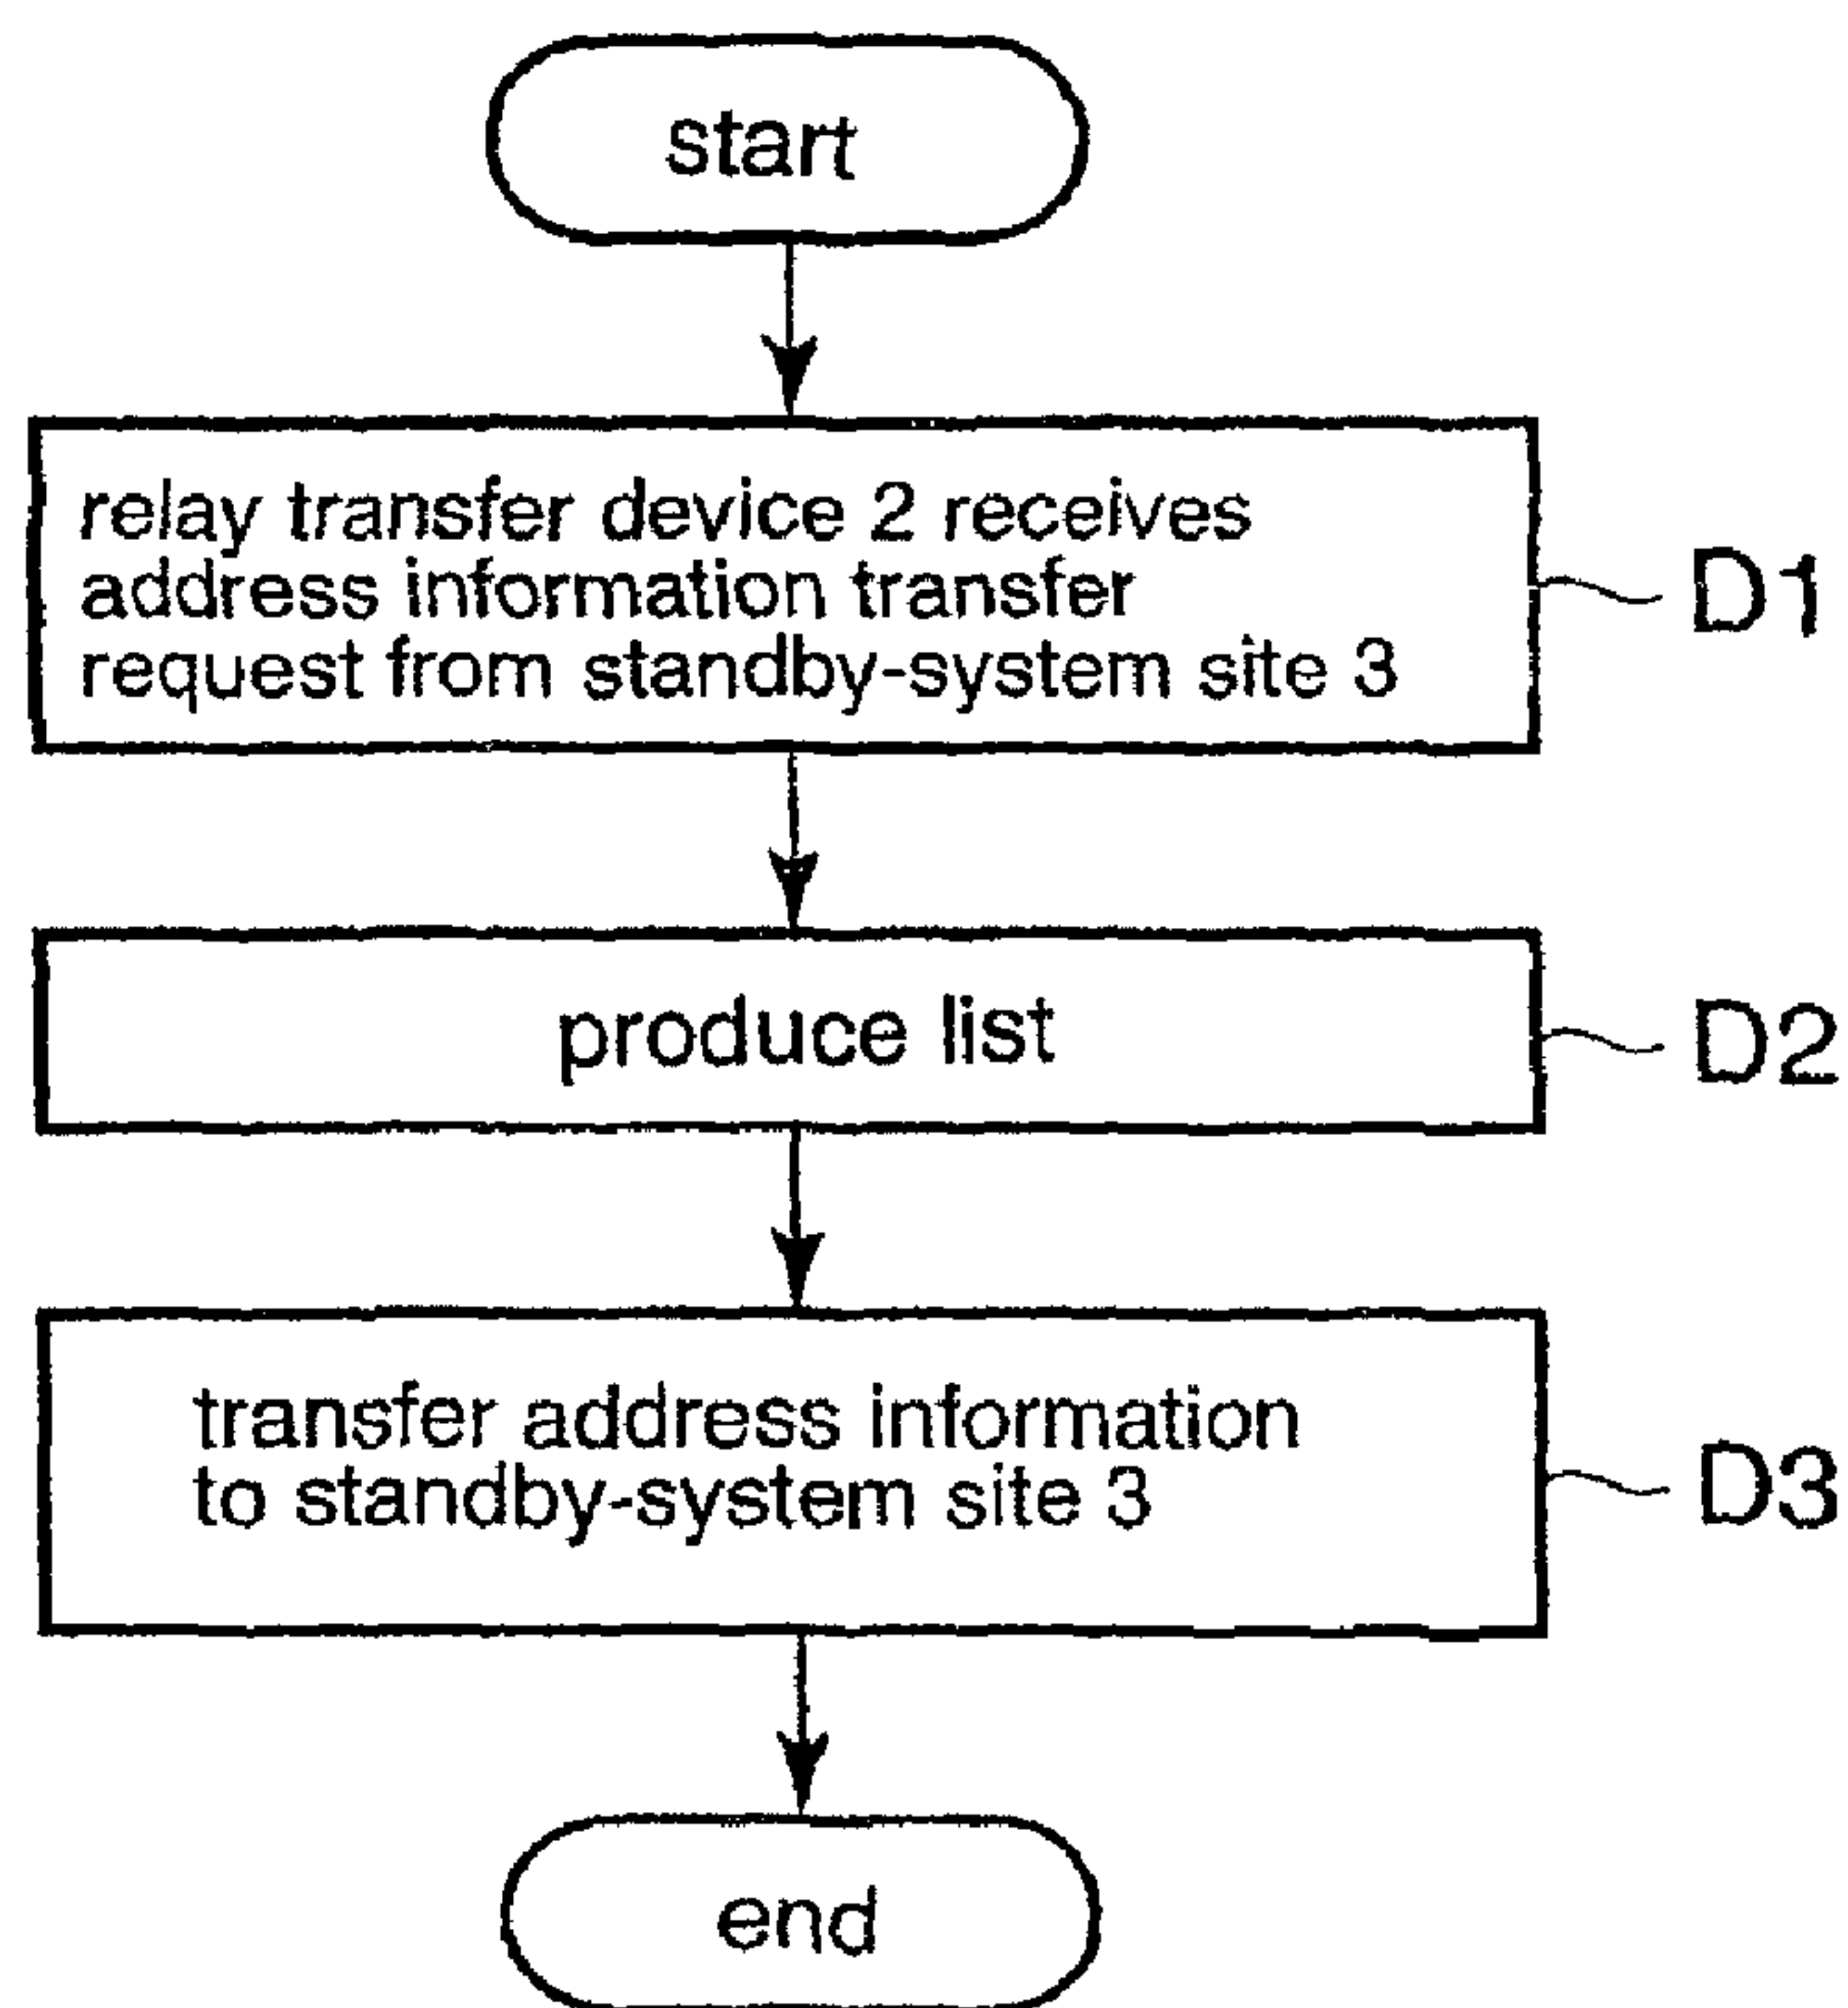 start
relay transfer device 2 receives
address information transfer
request from standby-system site 3
D1
produce list
D2
transfer address information
to standby-system site 3
D3
end